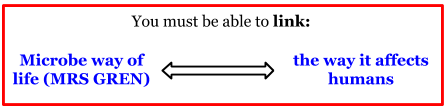 You must be able to link:
Microbe way of
life (MRS GREN)
the way it affects
humans